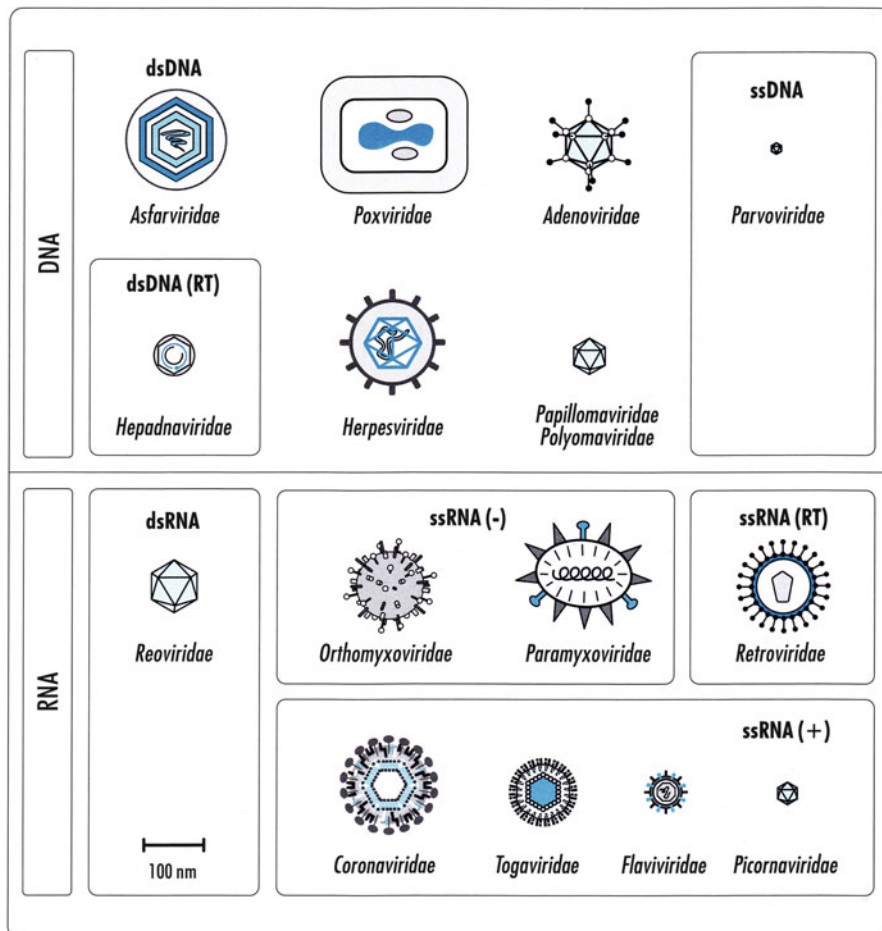 DNA
dsDNA
Asfarviridae
Poxviridae
Adenoviridae
ssDNA
Parvoviridae
dsDNA (RT)
Hepadnaviridae
Herpesviridae
Papillomaviridae
Polyomaviridae
RNA
dsRNA
Reoviridae
100 nm
ssRNA (-)
Orthomyxoviridae
Paramyxoviridae
ssRNA (RT)
Retroviridae
ssRNA (+)
Coronaviridae
Togaviridae
Flaviviridae
Picornaviridae